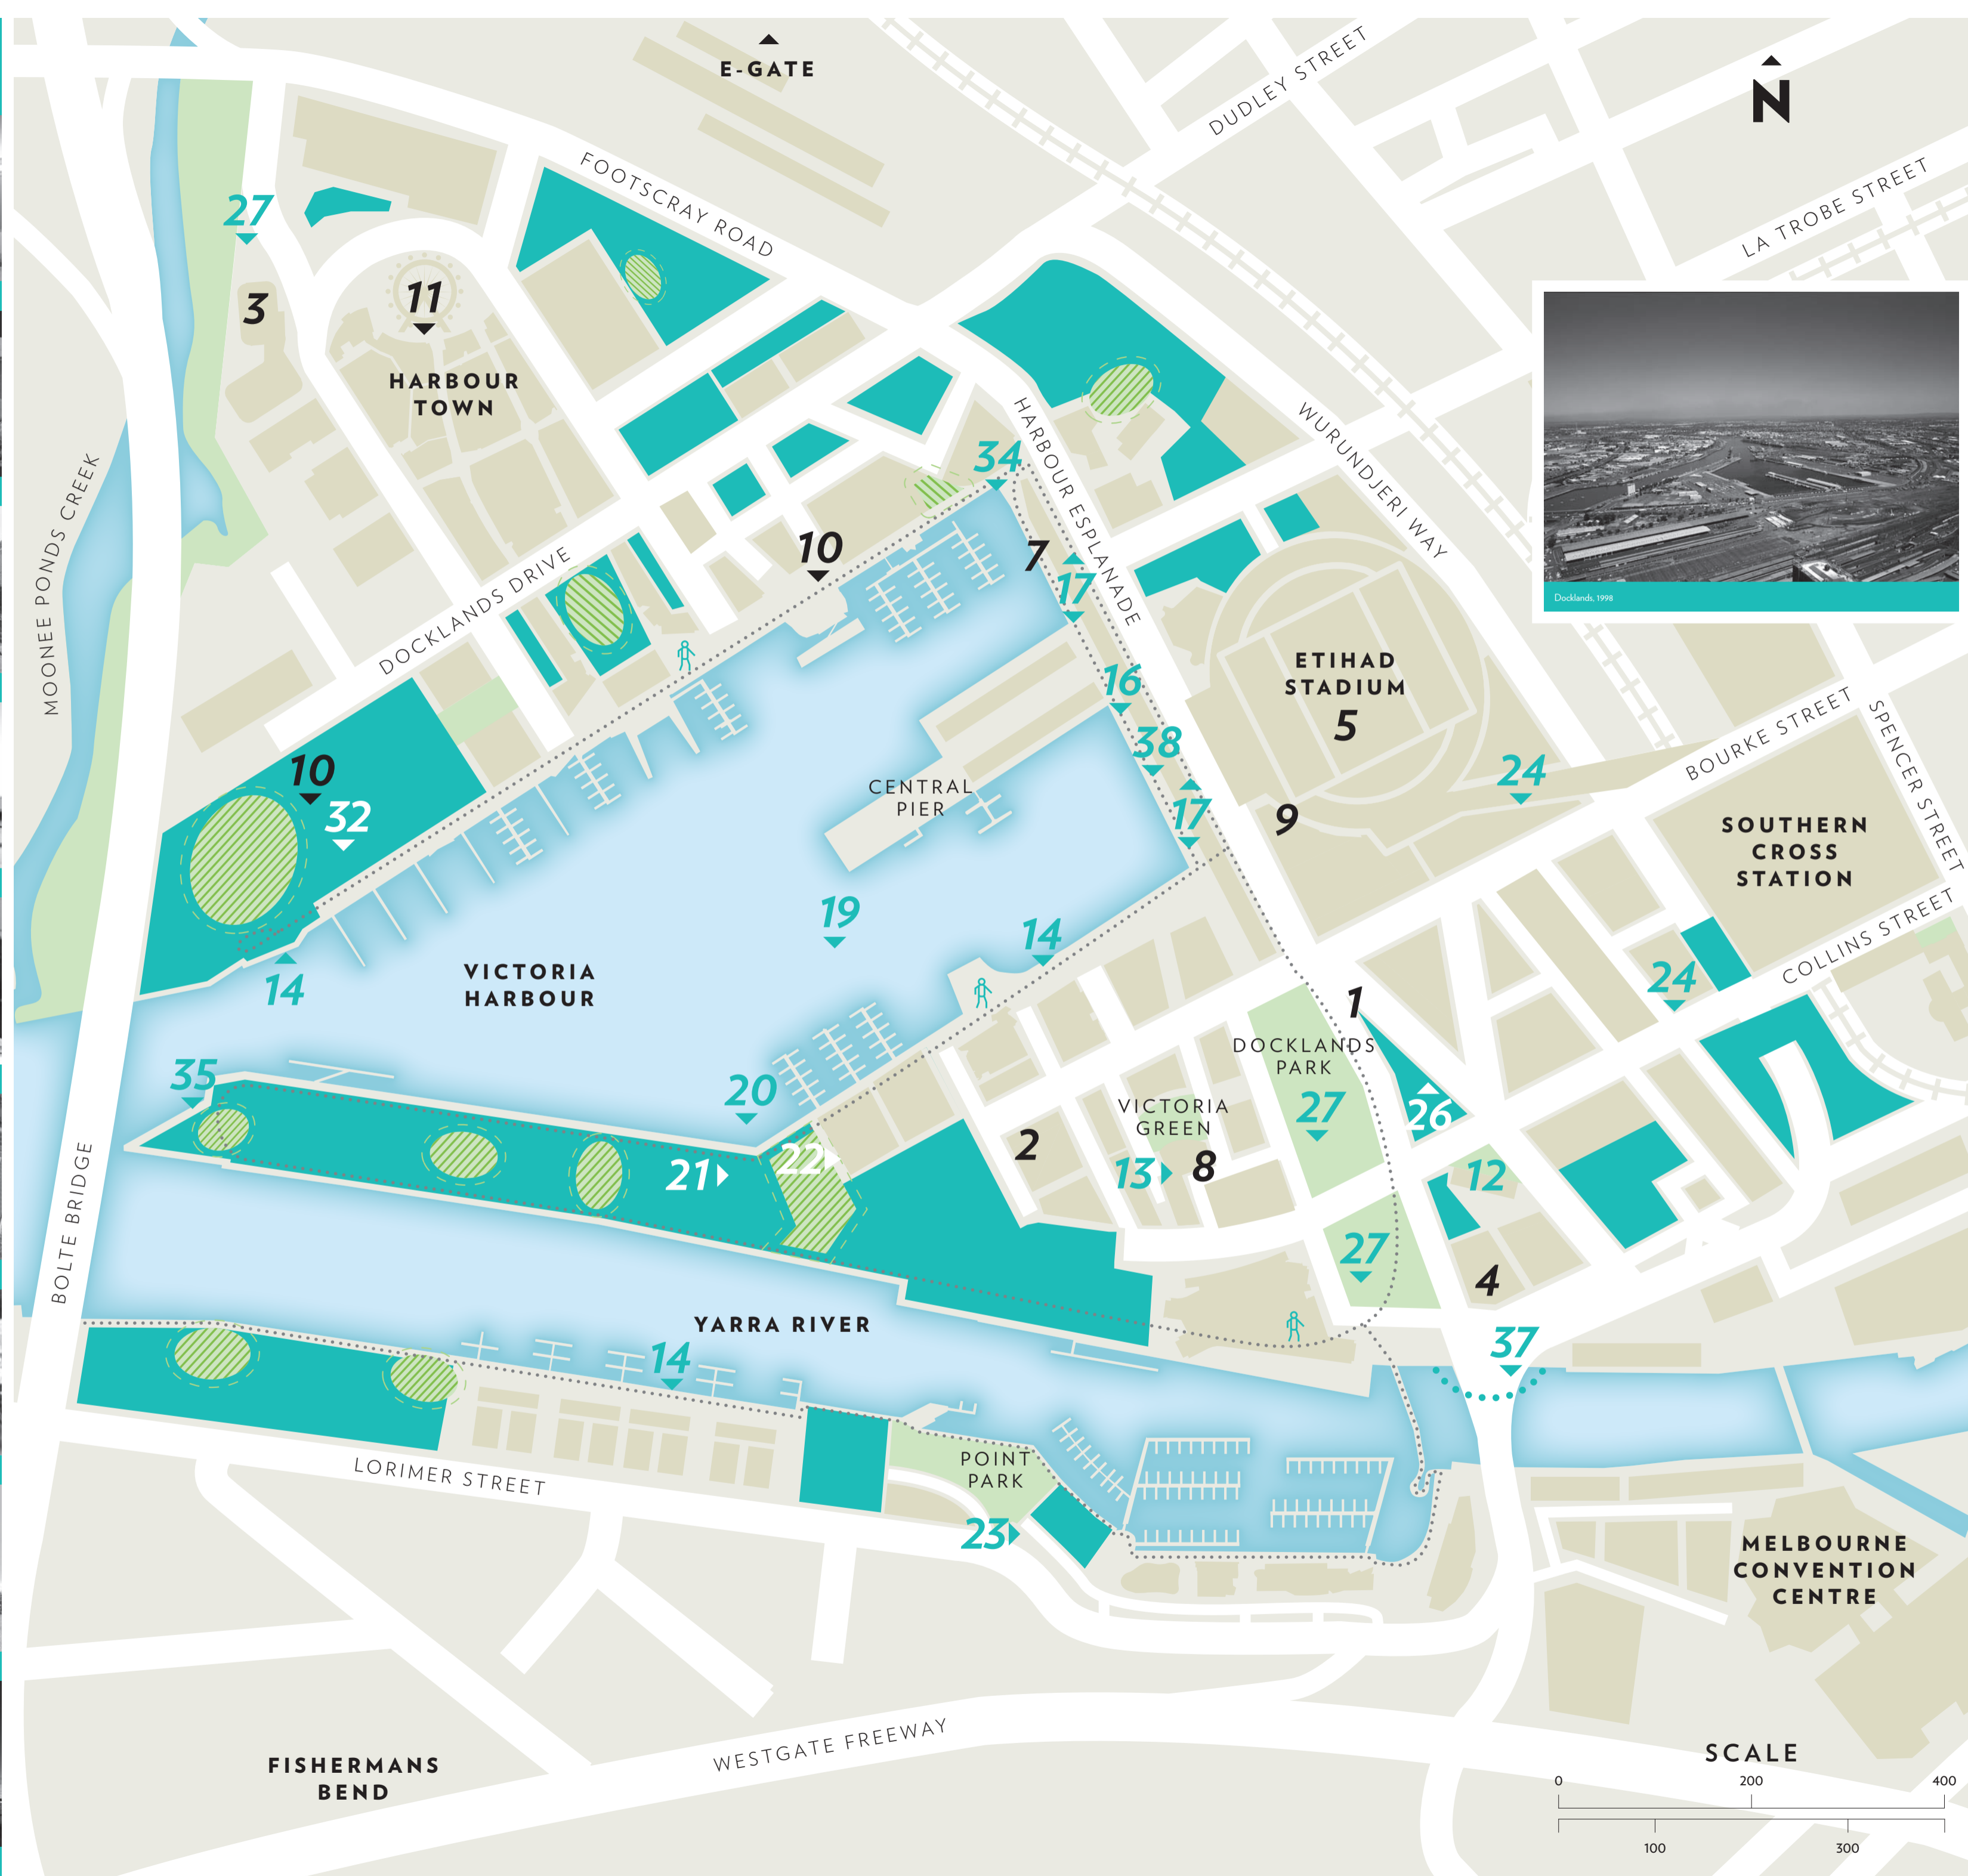 E-GATE
N
DUDLEY STREET
FOOTSCRAY ROAD
LA TROBE STREET
27
3
11
HARBOUR
TOWN
HARBOUR ESPLANADE
WURUNDJERI WAY
34
MOONEE PONDS CREEK
10
7
17
DOCKLANDS DRIVE
Docklands, 1998
ETIHAD
STADIUM
5
16
38
BOURKE STREET
SPENCER STREET
10
32
CENTRAL
PIER
17
9
24
SOUTHERN
CROSS
STATION
19
14
COLLINS STREET
14
VICTORIA
HARBOUR
24
1
DOCKLANDS
PARK
27
26
35
20
VICTORIA
GREEN
2
13
8
21
22
12
BOLTE BRIDGE
27
4
YARRA RIVER
14
37
LORIMER STREET
POINT
PARK
23
MELBOURNE
CONVENTION
CENTRE
WESTGATE FREEWAY
FISHERMANS
BEND
SCALE
0 200 400
100 300